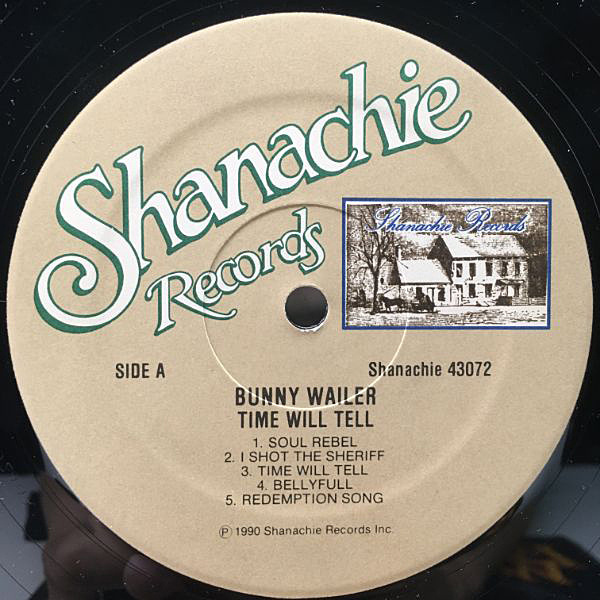 Shanachie
Records
Shanachie Records
SIDE A
Shanachie 43072
BUNNY WAILER
TIME WILL TELL
1. SOUL REBEL
2. I SHOT THE SHERIFF
3. TIME WILL TELL
4. BELLYFULL
5. REDEMPTION SONG
℗ 1990 Shanachie Records Inc.